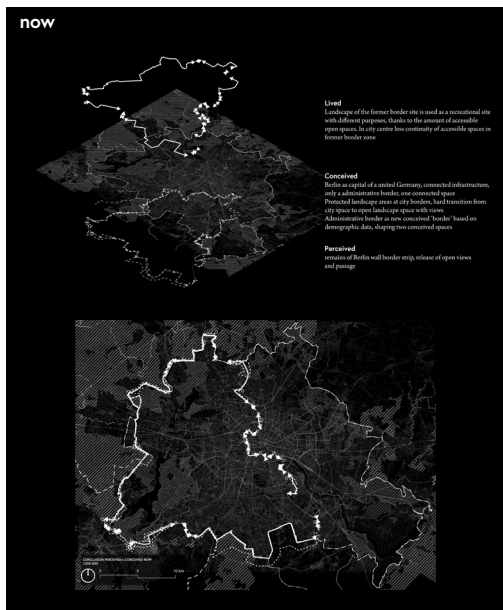 now
Lived
Landscape of the former border site is used as a recreational site
with different purposes, thanks to the amount of accessible
open spaces. In city centre less continuity of accessible spaces in
former border zone
Conceived
Berlin as capital of a united Germany, connected infrastructure,
only a administrative border, one connected space
Protected landscape areas at city borders, hard transition from
city space to open landscape space with views
Administrative border as new conceived 'border' based on
demographic data, shaping two conceived spaces
Perceived
remains of Berlin wall border strip, release of open views
and passage
CONCLUSION PERCEIVED + CONCEIVED NOW
0
10 km